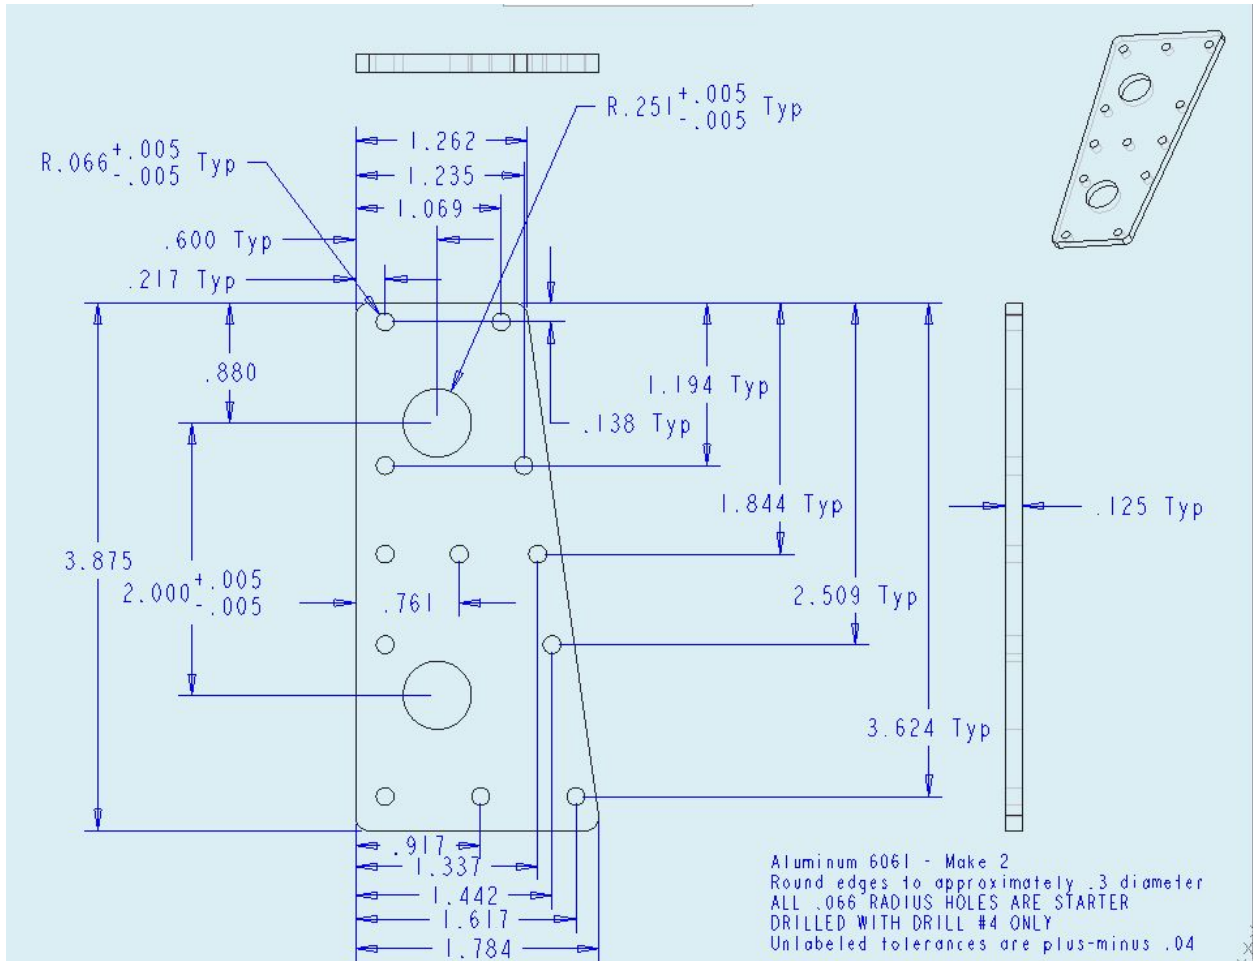 R.251 +.005 -.005 Typ
1.262
R.066 +.005 -.005 Typ
1.235
1.069
.600 Typ
.217 Typ
.880
1.194 Typ
.138 Typ
1.844 Typ
.125 Typ
3.875
2.000 +.005 -.005
.761
2.509 Typ
3.624 Typ
.917
1.337
1.442
1.617
1.784
Aluminum 6061 - Make 2
Round edges to approximately .3 diameter
ALL .066 RADIUS HOLES ARE STARTER
DRILLED WITH DRILL #4 ONLY
Unlabeled tolerances are plus-minus .04